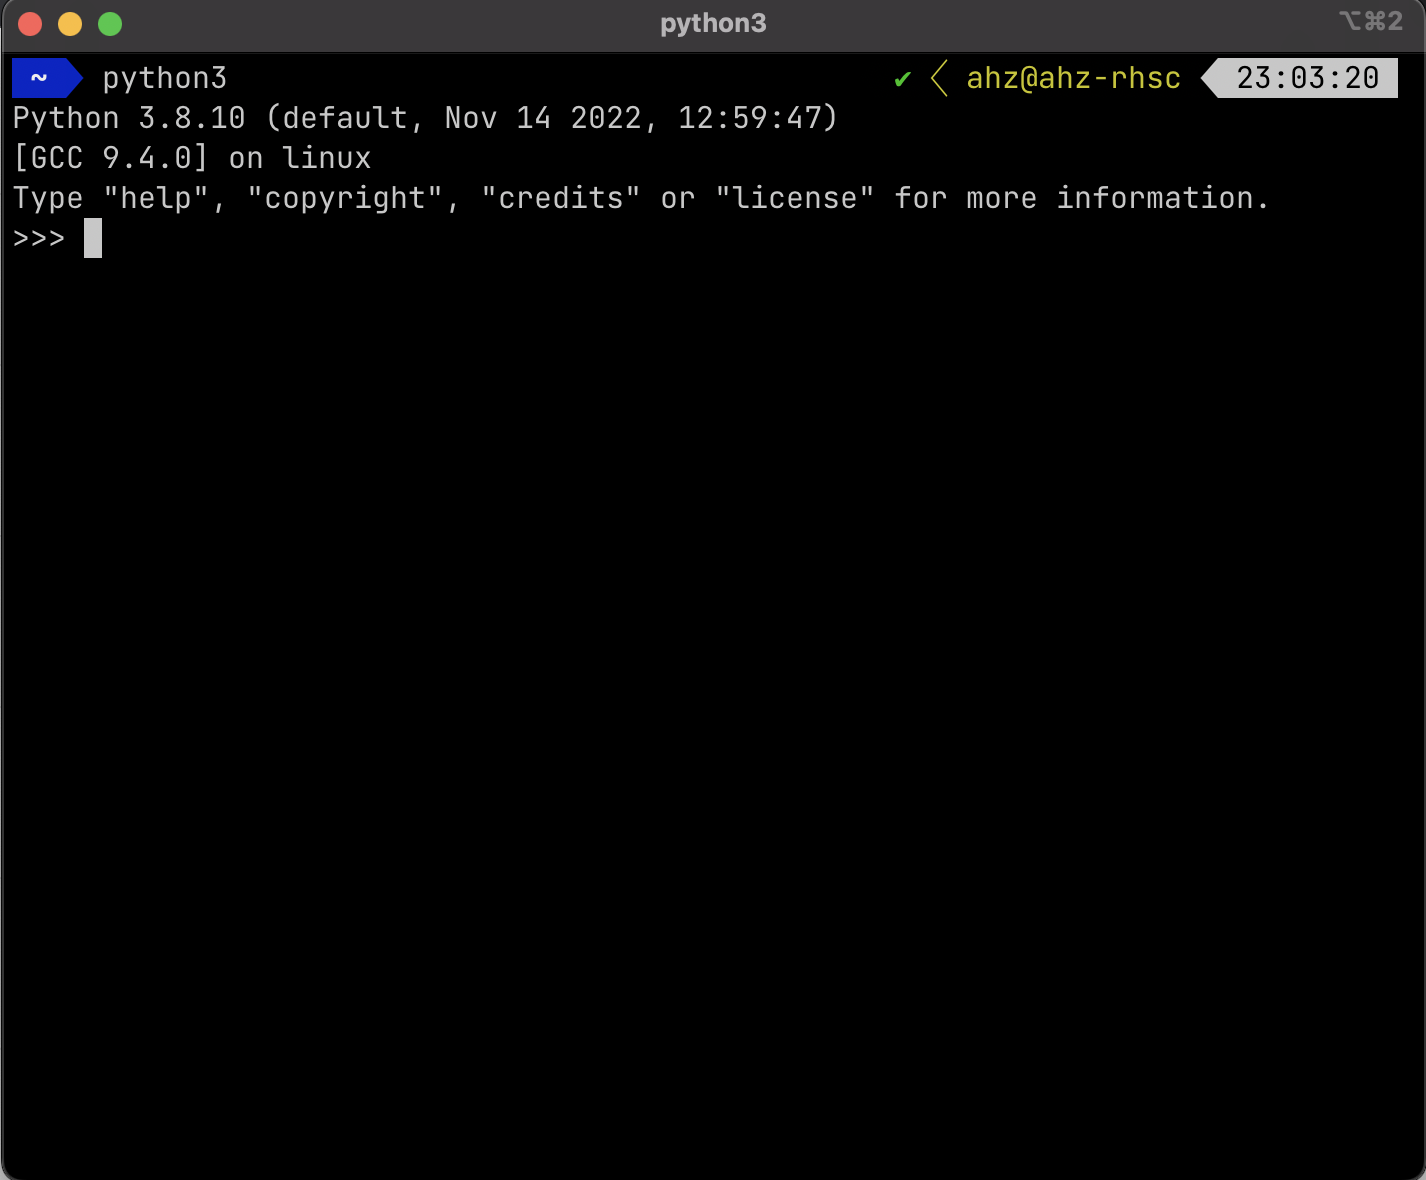 python3
⌥⌘2
~ python3 ✔ ahz@ahz-rhsc 23:03:20
Python 3.8.10 (default, Nov 14 2022, 12:59:47)
[GCC 9.4.0] on linux
Type "help", "copyright", "credits" or "license" for more information.
>>>